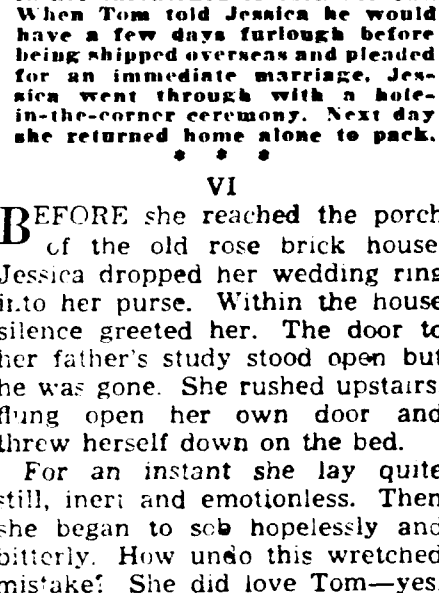 When Tom told Jessica he would
have a few days furlough before
being shipped overseas and pleaded
for an immediate marriage, Jes-
sica went through with a hole-
in-the-corner ceremony. Next day
she returned home alone to pack.
* * *
VI
BEFORE she reached the porch
of the old rose brick house
Jessica dropped her wedding ring
into her purse. Within the house
silence greeted her. The door to
her father's study stood open but
he was gone. She rushed upstairs
flung open her own door and
threw herself down on the bed.
For an instant she lay quite
still, inert and emotionless. Then
she began to sob hopelessly and
bitterly. How undo this wretched
mistake? She did love Tom—yes